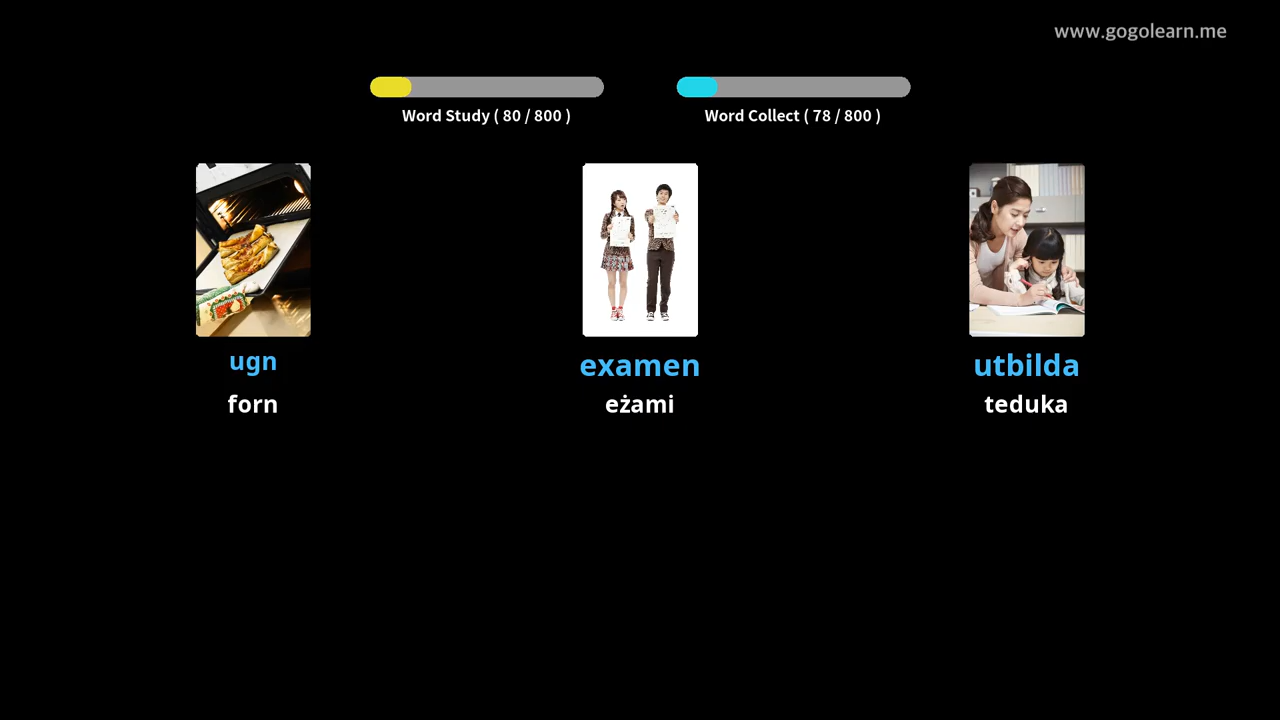 www.gogolearn.me
Word Study ( 80 / 800 )
Word Collect ( 78 / 800 )
ugn
examen
utbilda
forn
eżami
teduka